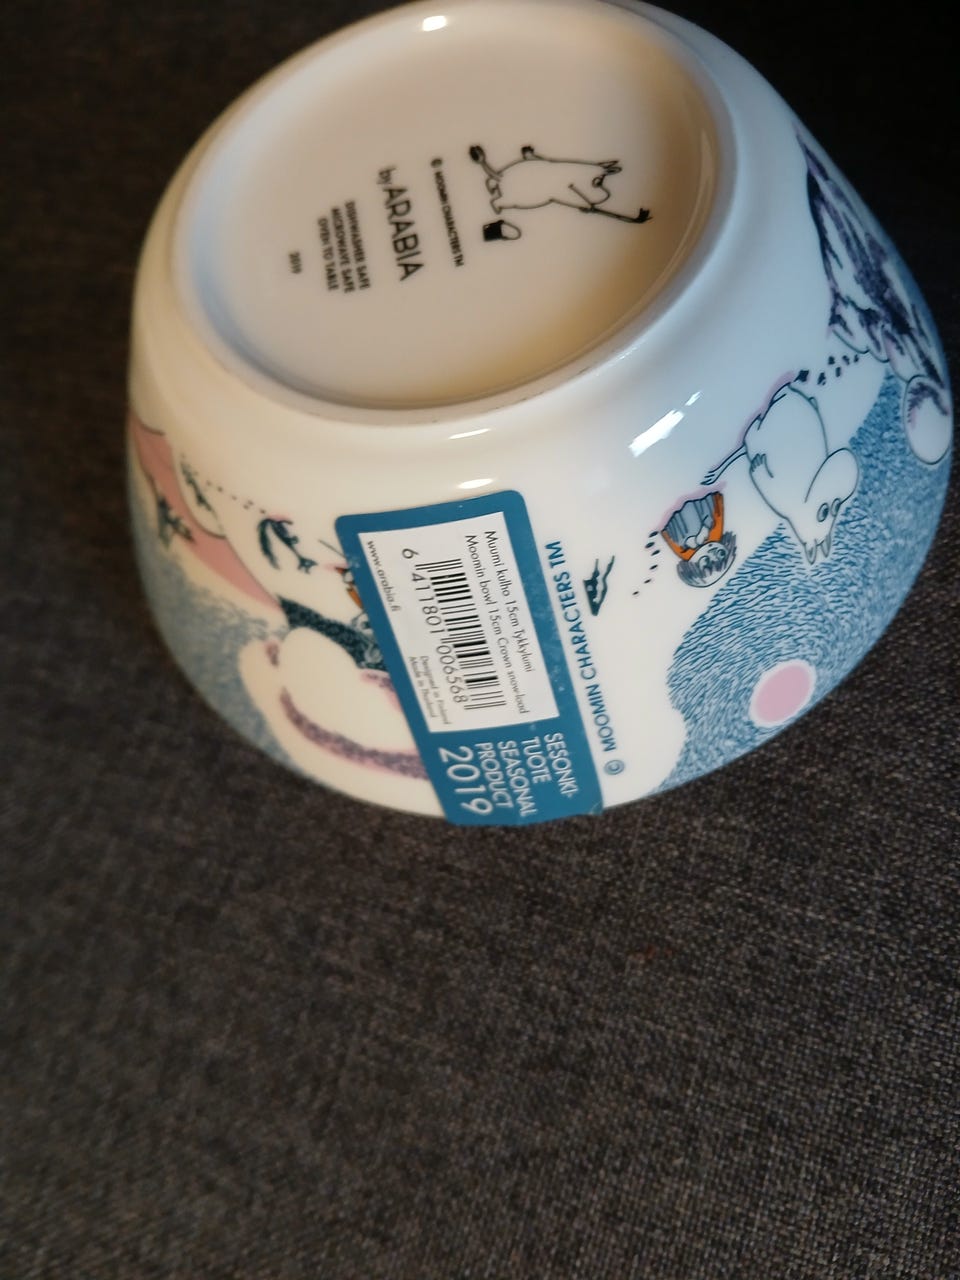 © MOOMIN CHARACTERS TM
by ARABIA
DISHWASHER SAFE
MICROWAVE SAFE
OVEN TO TABLE
2019
© MOOMIN CHARACTERS TM
Muumi kulho 15cm Tykkylumi
Moomin bowl 15cm Crown snow-load
6 411801 006568
Designed in Finland
Made in Thailand
www.arabia.fi
SESONKI-
TUOTE
SEASONAL
PRODUCT
2019